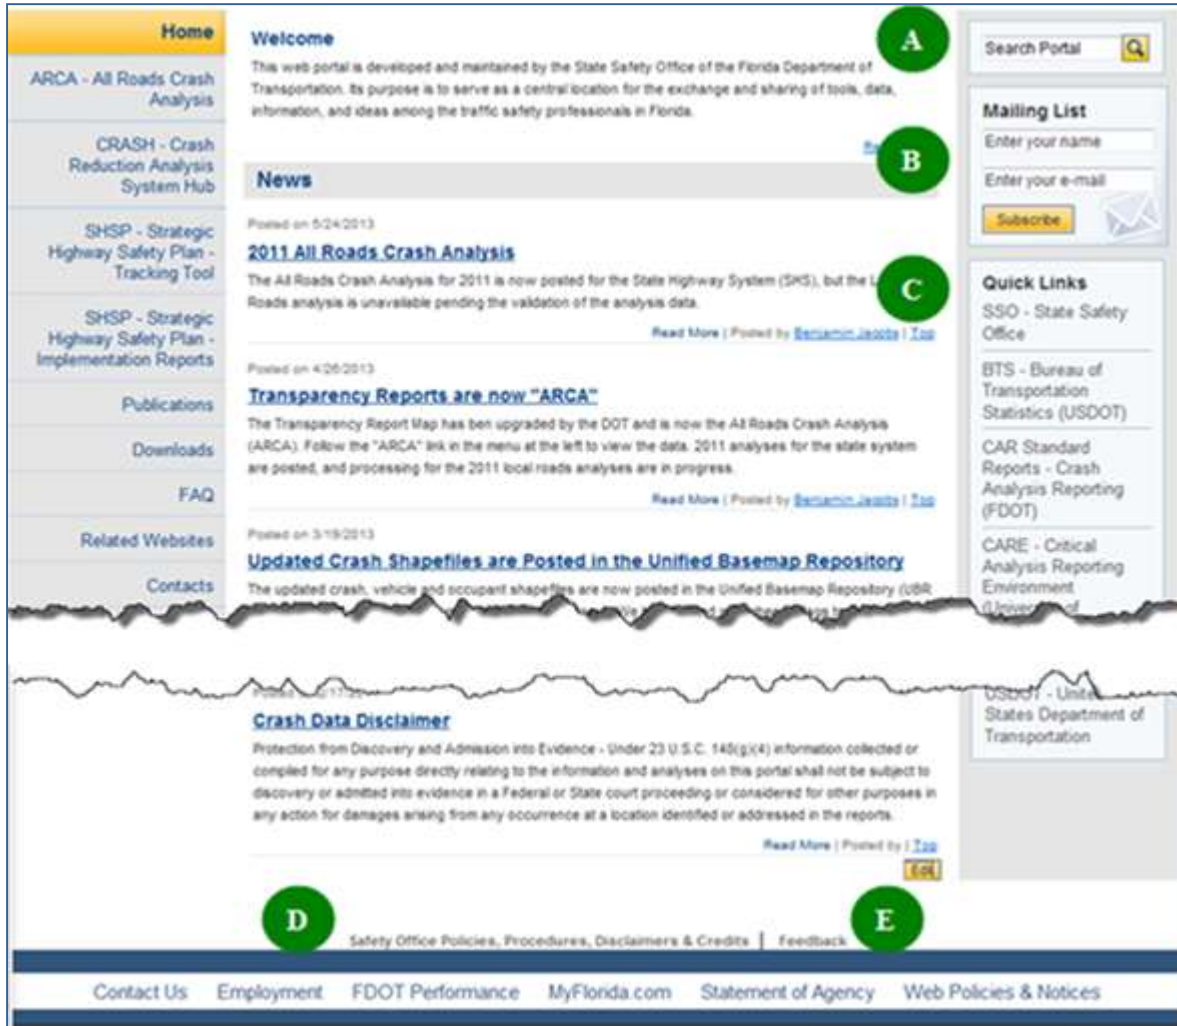 Home
ARCA - All Roads Crash
Analysis
CRASH - Crash
Reduction Analysis
System Hub
SHSP - Strategic
Highway Safety Plan -
Tracking Tool
SHSP - Strategic
Highway Safety Plan -
Implementation Reports
Publications
Downloads
FAQ
Related Websites
Contacts
Welcome
This web portal is developed and maintained by the State Safety Office of the Florida Department of
Transportation. Its purpose is to serve as a central location for the exchange and sharing of tools, data,
information, and ideas among the traffic safety professionals in Florida.
A
B
News
Posted on 5/24/2013
2011 All Roads Crash Analysis
The All Roads Crash Analysis for 2011 is now posted for the State Highway System (SHS), but the
Roads analysis is unavailable pending the validation of the analysis data.
C
Read More | Posted by Benjamin Jacobs | Top
Posted on 4/26/2013
Transparency Reports are now "ARCA"
The Transparency Report Map has ben upgraded by the DOT and is now the All Roads Crash Analysis
(ARCA). Follow the "ARCA" link in the menu at the left to view the data. 2011 analyses for the state system
are posted, and processing for the 2011 local roads analyses are in progress.
Read More | Posted by Benjamin Jacobs | Top
Posted on 3/19/2013
Updated Crash Shapefiles are Posted in the Unified Basemap Repository
The updated crash, vehicle and occupant shapefiles are now posted in the Unified Basemap Repository (UBR
Crash Data Disclaimer
Protection from Discovery and Admission into Evidence - Under 23 U.S.C. 148(g)(4) information collected or
compiled for any purpose directly relating to the information and analyses on this portal shall not be subject to
discovery or admitted into evidence in a Federal or State court proceeding or considered for other purposes in
any action for damages arising from any occurrence at a location identified or addressed in the reports.
Read More | Posted by | Top
Edit
Search Portal
Mailing List
Enter your name
Enter your e-mail
Subscribe
Quick Links
SSO - State Safety
Office
BTS - Bureau of
Transportation
Statistics (USDOT)
CAR Standard
Reports - Crash
Analysis Reporting
(FDOT)
CARE - Critical
Analysis Reporting
Environment
(University of
USDOT - United
States Department of
Transportation
D
Safety Office Policies, Procedures, Disclaimers & Credits | Feedback
E
Contact Us Employment FDOT Performance MyFlorida.com Statement of Agency Web Policies & Notices